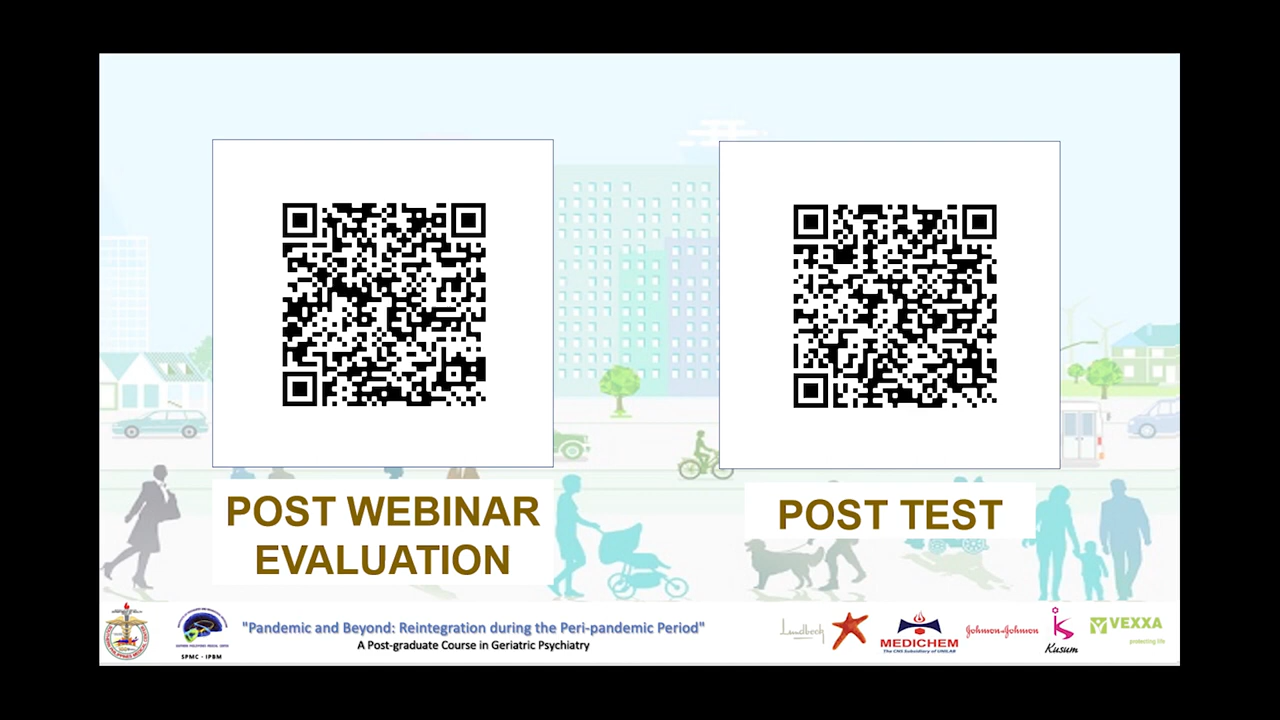 POST WEBINAR
EVALUATION
POST TEST
SPMC - IPBM
"Pandemic and Beyond: Reintegration during the Peri-pandemic Period"
A Post-graduate Course in Geriatric Psychiatry
Lundbeck
MEDICHEM
The CNS Subsidiary of UNILAB
Johnson & Johnson
Kusum
VEXXA
protecting life